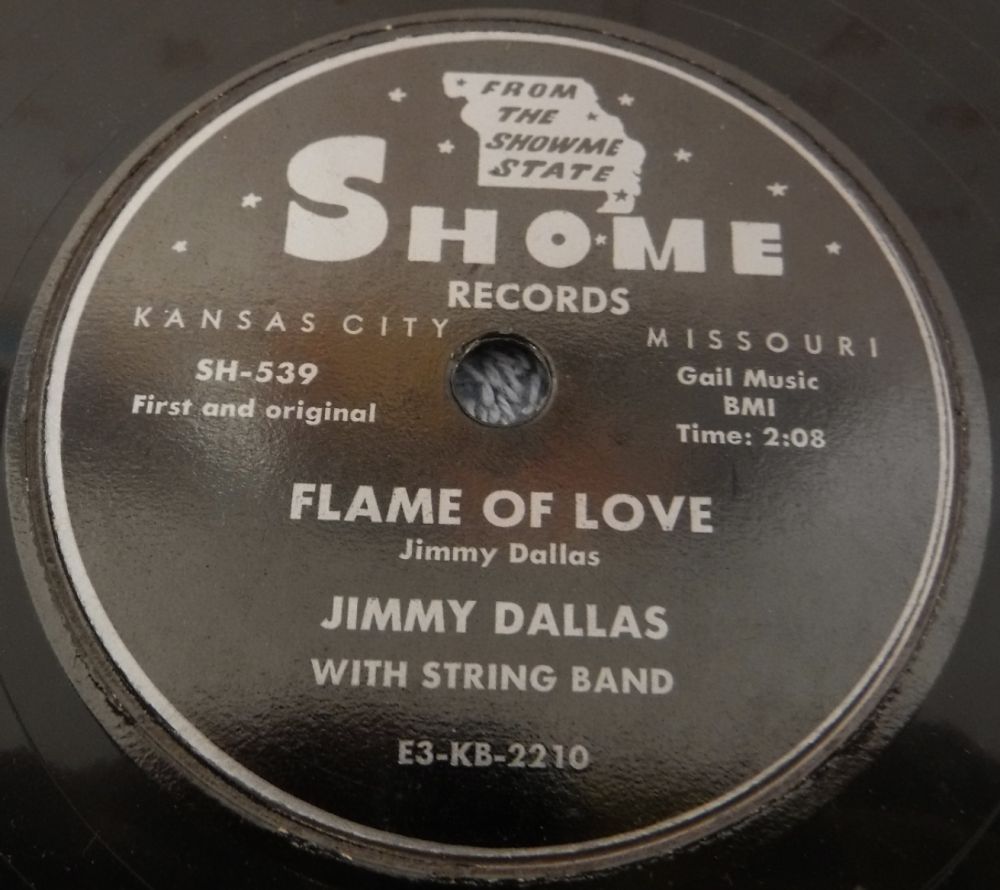 FROM
THE
SHOWME
STATE
SHOME
RECORDS
KANSAS CITY
MISSOURI
SH-539
First and original
Gail Music
BMI
Time: 2:08
FLAME OF LOVE
Jimmy Dallas
JIMMY DALLAS
WITH STRING BAND
E3-KB-2210